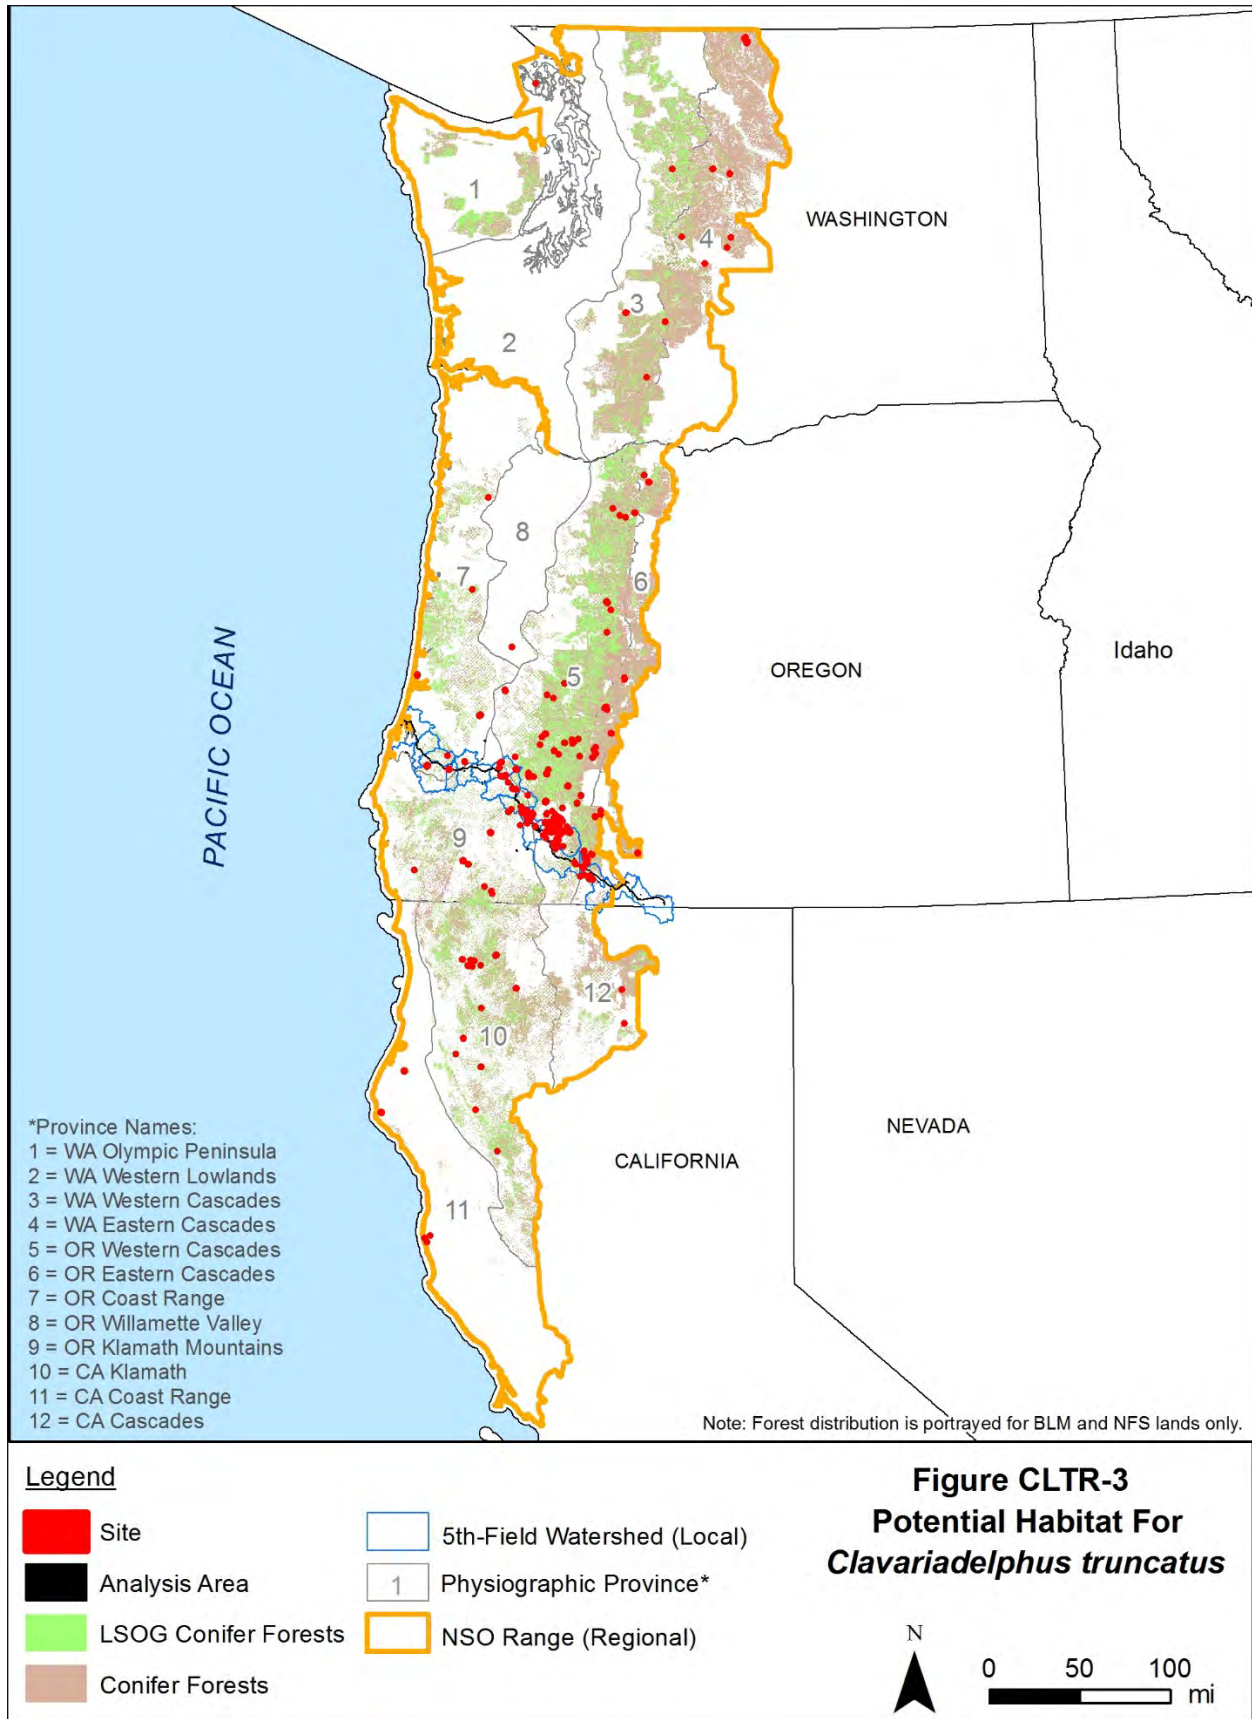 WASHINGTON
1
4
3
2
8
7
6
5
OREGON
Idaho
PACIFIC OCEAN
9
12
10
NEVADA
CALIFORNIA
11
*Province Names:
1 = WA Olympic Peninsula
2 = WA Western Lowlands
3 = WA Western Cascades
4 = WA Eastern Cascades
5 = OR Western Cascades
6 = OR Eastern Cascades
7 = OR Coast Range
8 = OR Willamette Valley
9 = OR Klamath Mountains
10 = CA Klamath
11 = CA Coast Range
12 = CA Cascades
Note: Forest distribution is portrayed for BLM and NFS lands only.
Legend
Site
Analysis Area
LSOG Conifer Forests
Conifer Forests
5th-Field Watershed (Local)
1 Physiographic Province*
NSO Range (Regional)
Figure CLTR-3
Potential Habitat For
Clavariadelphus truncatus
N
0 50 100
mi